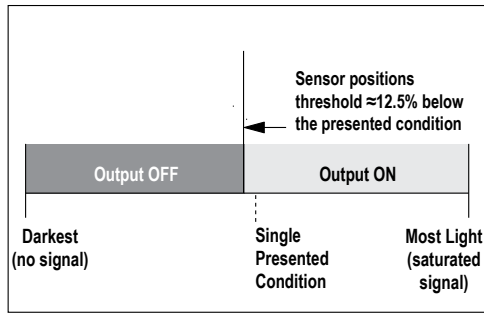 Sensor positions
threshold ≈12.5% below
the presented condition
Output OFF
Output ON
Darkest
(no signal)
Single
Presented
Condition
Most Light
(saturated
signal)